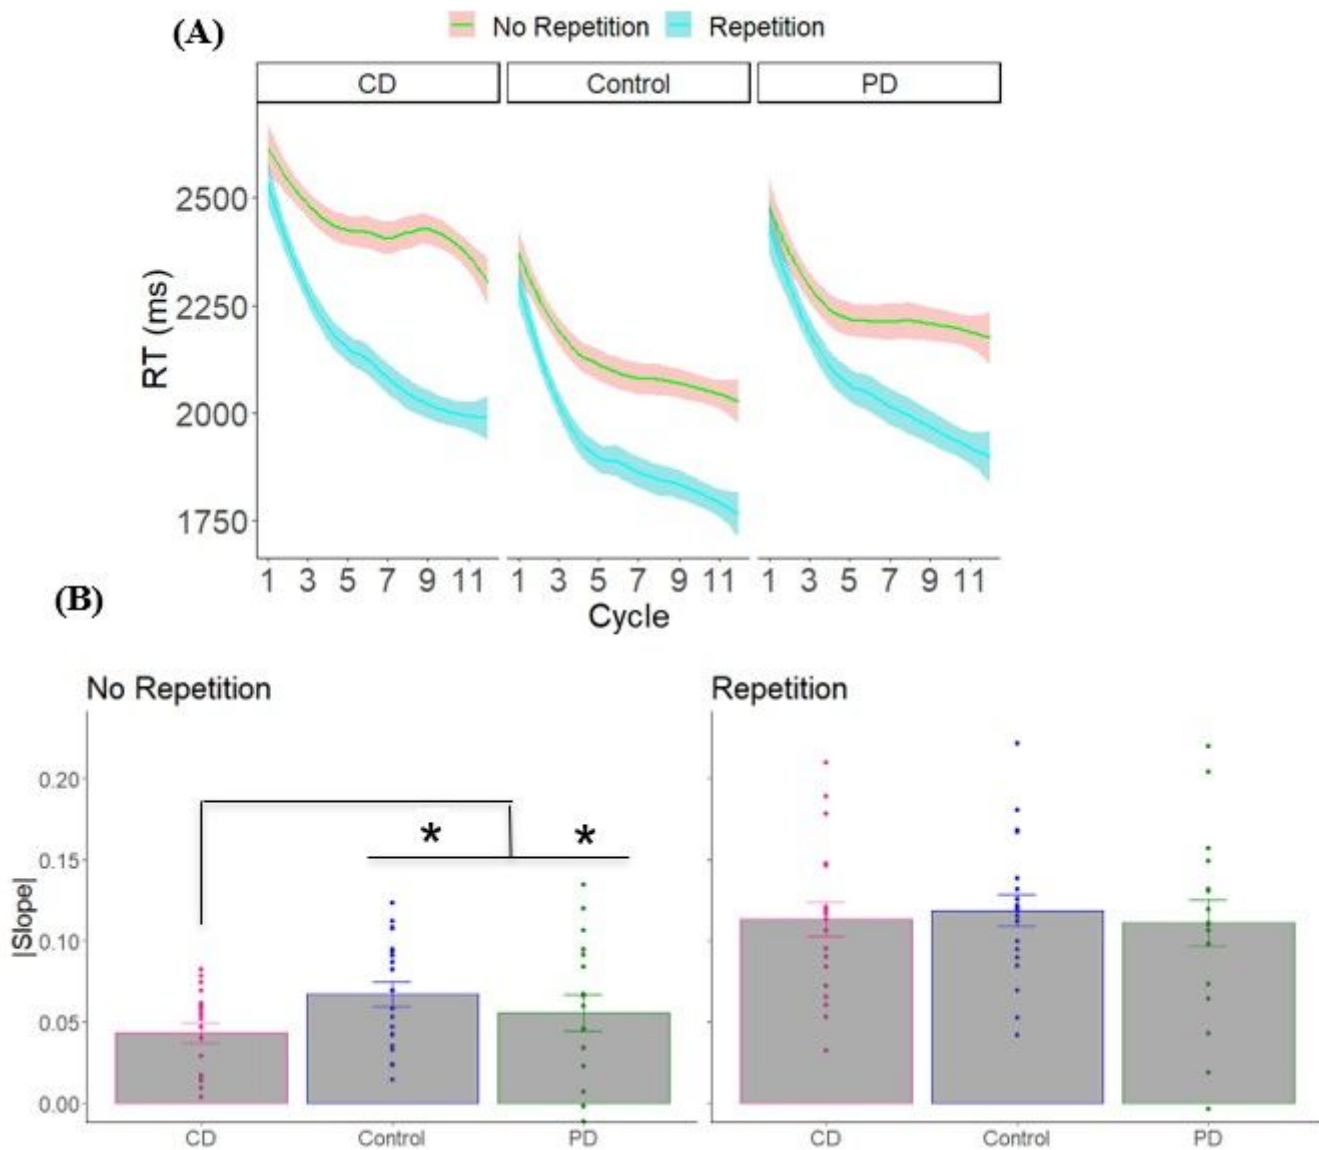 (A)
No Repetition Repetition
CD Control PD
2500
2250
2000
1750
RT (ms)
1 3 5 7 9 11 1 3 5 7 9 11 1 3 5 7 9 11
Cycle
(B)
No Repetition Repetition
0.20
0.15
0.10
0.05
0.00
|Slope|
* *
CD Control PD CD Control PD